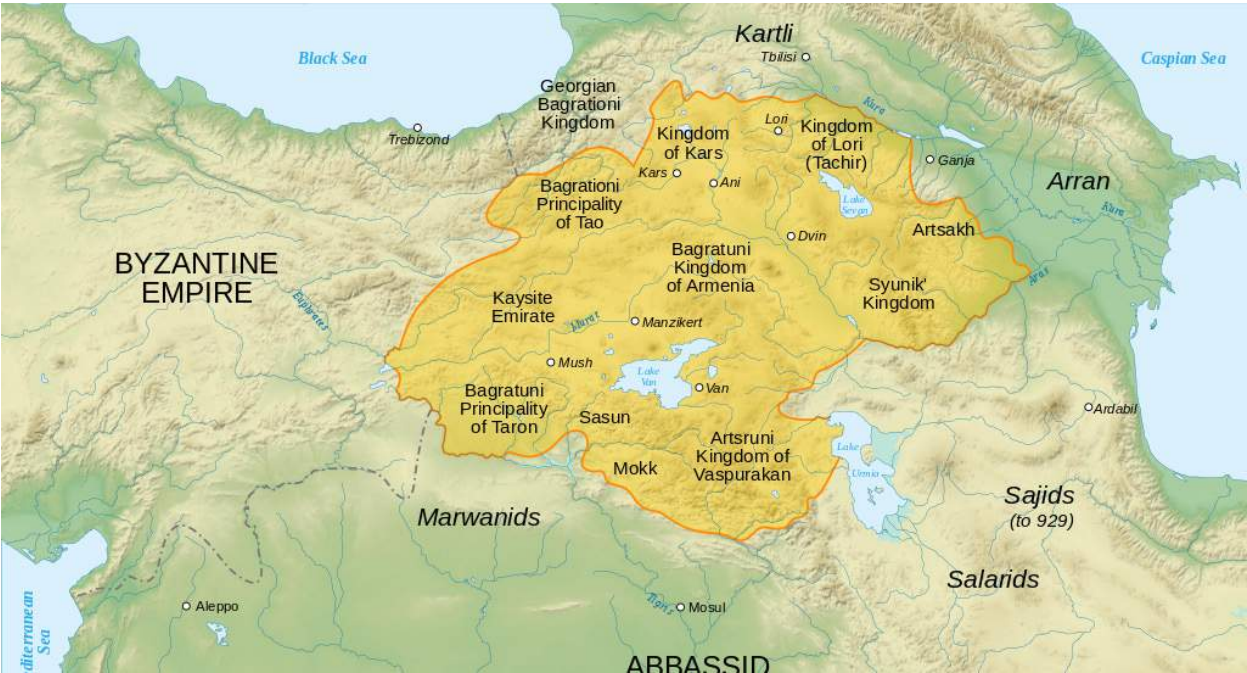 Kartli
Tbilisi
Black Sea
Caspian Sea
Georgian
Bagrationi
Kingdom
Trebizond
Kura
Kingdom
of Kars
Lori
Kingdom
of Lori
(Tachir)
Ganja
Kars
Ani
Arran
Bagrationi
Principality
of Tao
Lake
Sevan
Kura
Dvin
Artsakh
BYZANTINE
EMPIRE
Bagratuni
Kingdom
of Armenia
Aras
Syunik'
Kingdom
Euphrates
Kaysite
Emirate
Murat
Manzikert
Mush
Lake
Van
Van
Bagratuni
Principality
of Taron
Sasun
Ardabil
Artsruni
Kingdom of
Vaspurakan
Lake
Urmia
Mokk
Marwanids
Sajids
(to 929)
Salarids
Aleppo
Tigris
Mosul
diterranean
Sea
ABBASSID